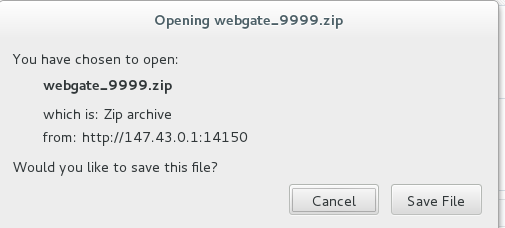 Opening webgate_9999.zip
You have chosen to open:
webgate_9999.zip
which is: Zip archive
from: http://147.43.0.1:14150
Would you like to save this file?
Cancel Save File